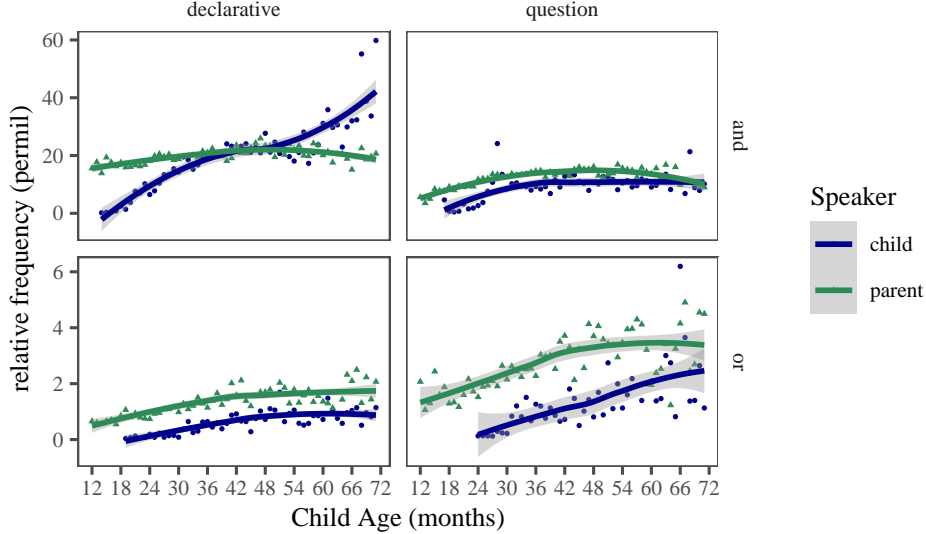 declarative question
60
40
20
0
and
6
4
2
0
or
relative frequency (permil)
12 18 24 30 36 42 48 54 60 66 72 12 18 24 30 36 42 48 54 60 66 72
Child Age (months)
Speaker
child
parent